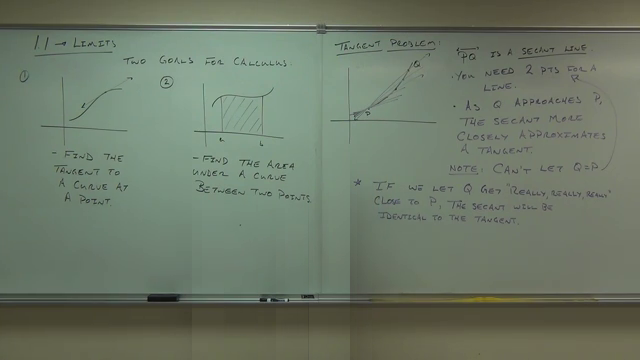 1.1 → LIMITS
TWO GOALS FOR CALCULUS.
①
②
a
b
- FIND THE
TANGENT TO
A CURVE AT
A POINT.
- FIND THE AREA
UNDER A CURVE
BETWEEN TWO POINTS.
TANGENT PROBLEM:
Q
P
PQ IS A SECANT LINE.
• YOU NEED 2 PTS FOR A
LINE.
• AS Q APPROACHES P,
THE SECANT MORE
CLOSELY APPROXIMATES
A TANGENT.
NOTE: CAN'T LET Q=P
* IF WE LET Q GET "REALLY, REALLY, REALLY"
CLOSE TO P, THE SECANT WILL BE
IDENTICAL TO THE TANGENT.